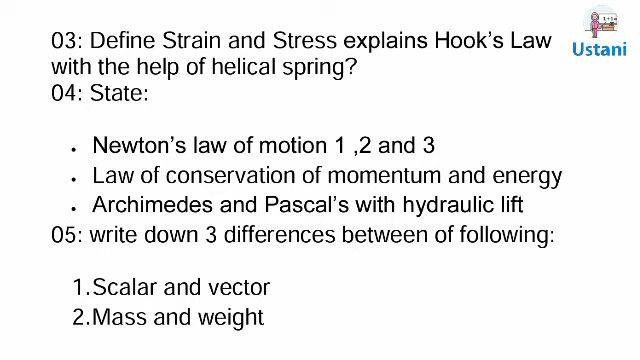 03: Define Strain and Stress explains Hook's Law
with the help of helical spring?
04: State:
• Newton's law of motion 1 ,2 and 3
• Law of conservation of momentum and energy
• Archimedes and Pascal's with hydraulic lift
05: write down 3 differences between of following:
1.Scalar and vector
2.Mass and weight
Ustani